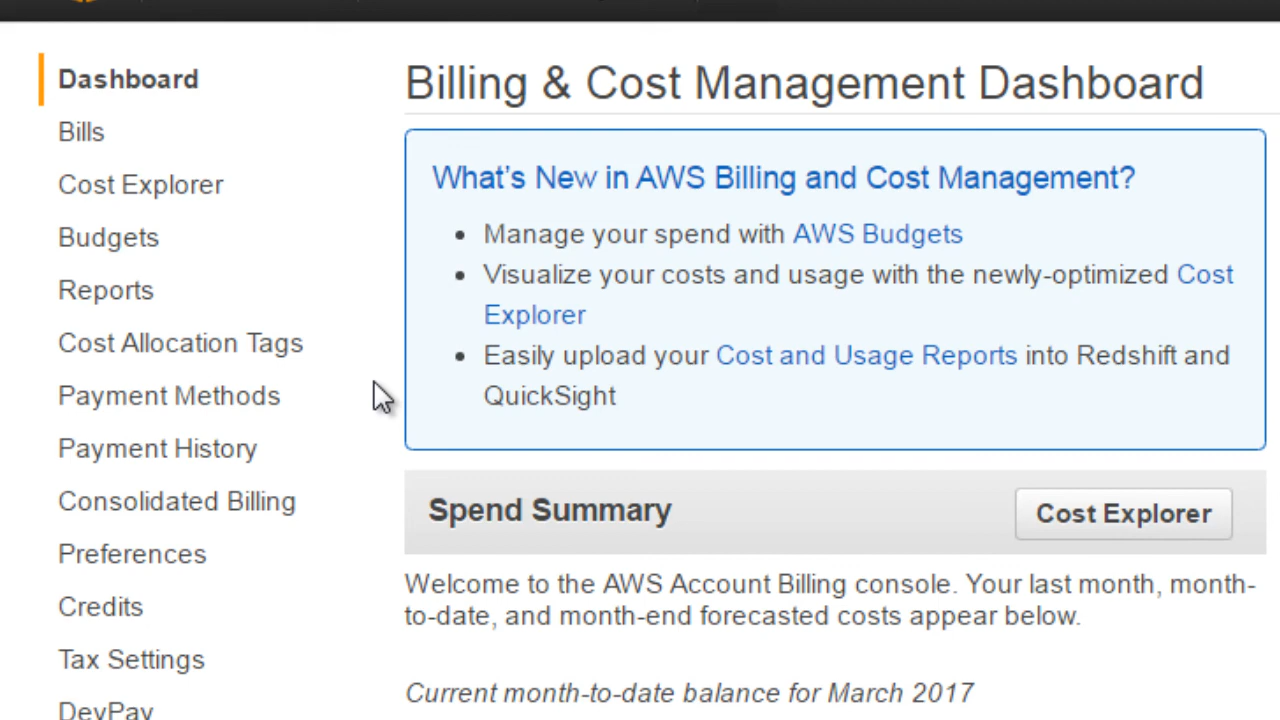 Dashboard
Bills
Cost Explorer
Budgets
Reports
Cost Allocation Tags
Payment Methods
Payment History
Consolidated Billing
Preferences
Credits
Tax Settings
DevPay
Billing & Cost Management Dashboard
What's New in AWS Billing and Cost Management?
• Manage your spend with AWS Budgets
• Visualize your costs and usage with the newly-optimized Cost
Explorer
• Easily upload your Cost and Usage Reports into Redshift and
QuickSight
Spend Summary
Cost Explorer
Welcome to the AWS Account Billing console. Your last month, month-
to-date, and month-end forecasted costs appear below.
Current month-to-date balance for March 2017